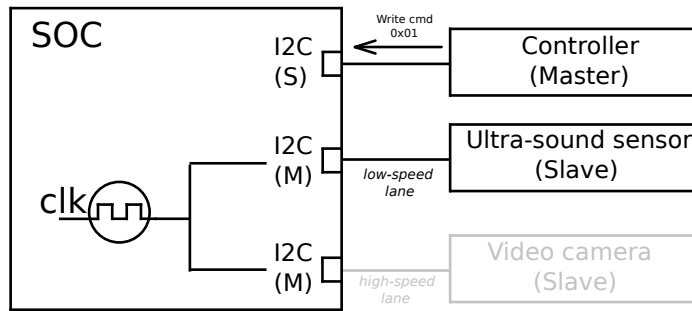 SOC
I2C
(S)
Write cmd
0x01
Controller
(Master)
I2C
(M)
low-speed
lane
Ultra-sound sensor
(Slave)
clk
I2C
(M)
high-speed
lane
Video camera
(Slave)